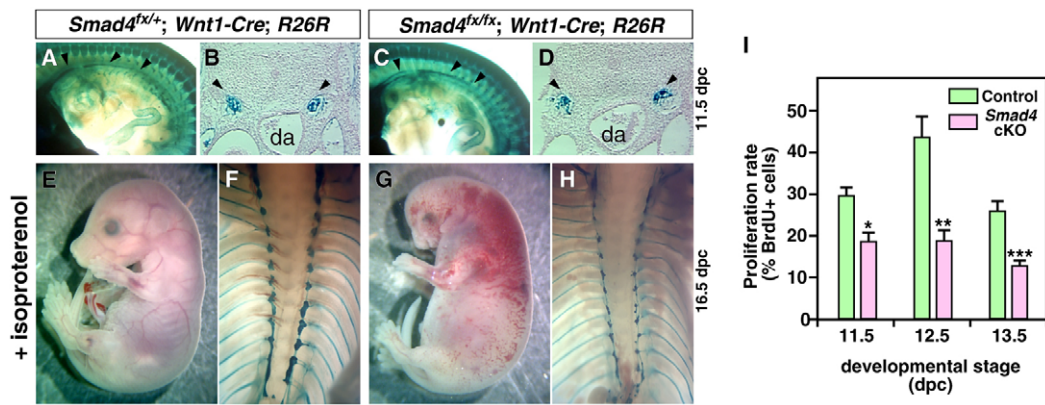 Smad4fx/+; Wnt1-Cre; R26R
Smad4fx/fx; Wnt1-Cre; R26R
A
B
da
C
D
da
11.5 dpc
+ isoproterenol
E
F
G
H
16.5 dpc
I
Control
Smad4
cKO
Proliferation rate
(% BrdU+ cells)
50
40
30
20
10
0
*
**
***
11.5
12.5
13.5
developmental stage
(dpc)